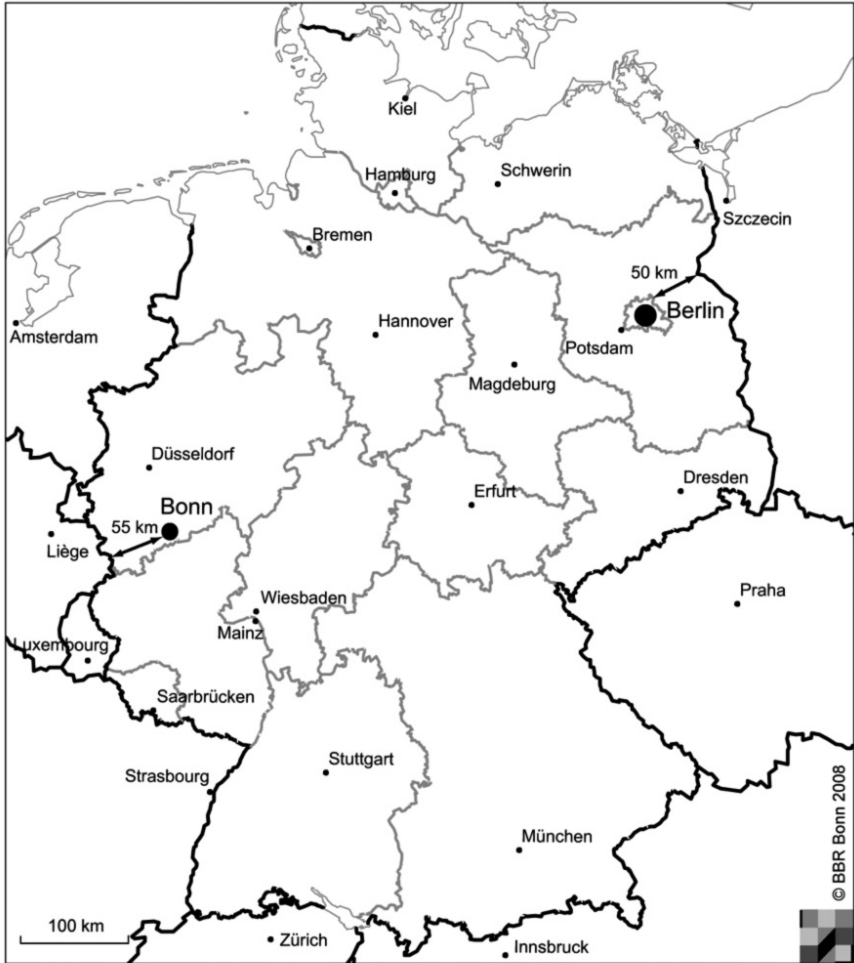 Kiel
Hamburg
Schwerin
Szczecin
Bremen
50 km
Berlin
Amsterdam
Hannover
Potsdam
Magdeburg
Düsseldorf
Dresden
Erfurt
Bonn
55 km
Liège
Praha
Wiesbaden
Mainz
Luxembourg
Saarbrücken
Stuttgart
Strasbourg
München
© BBR Bonn 2008
100 km
Zürich
Innsbruck